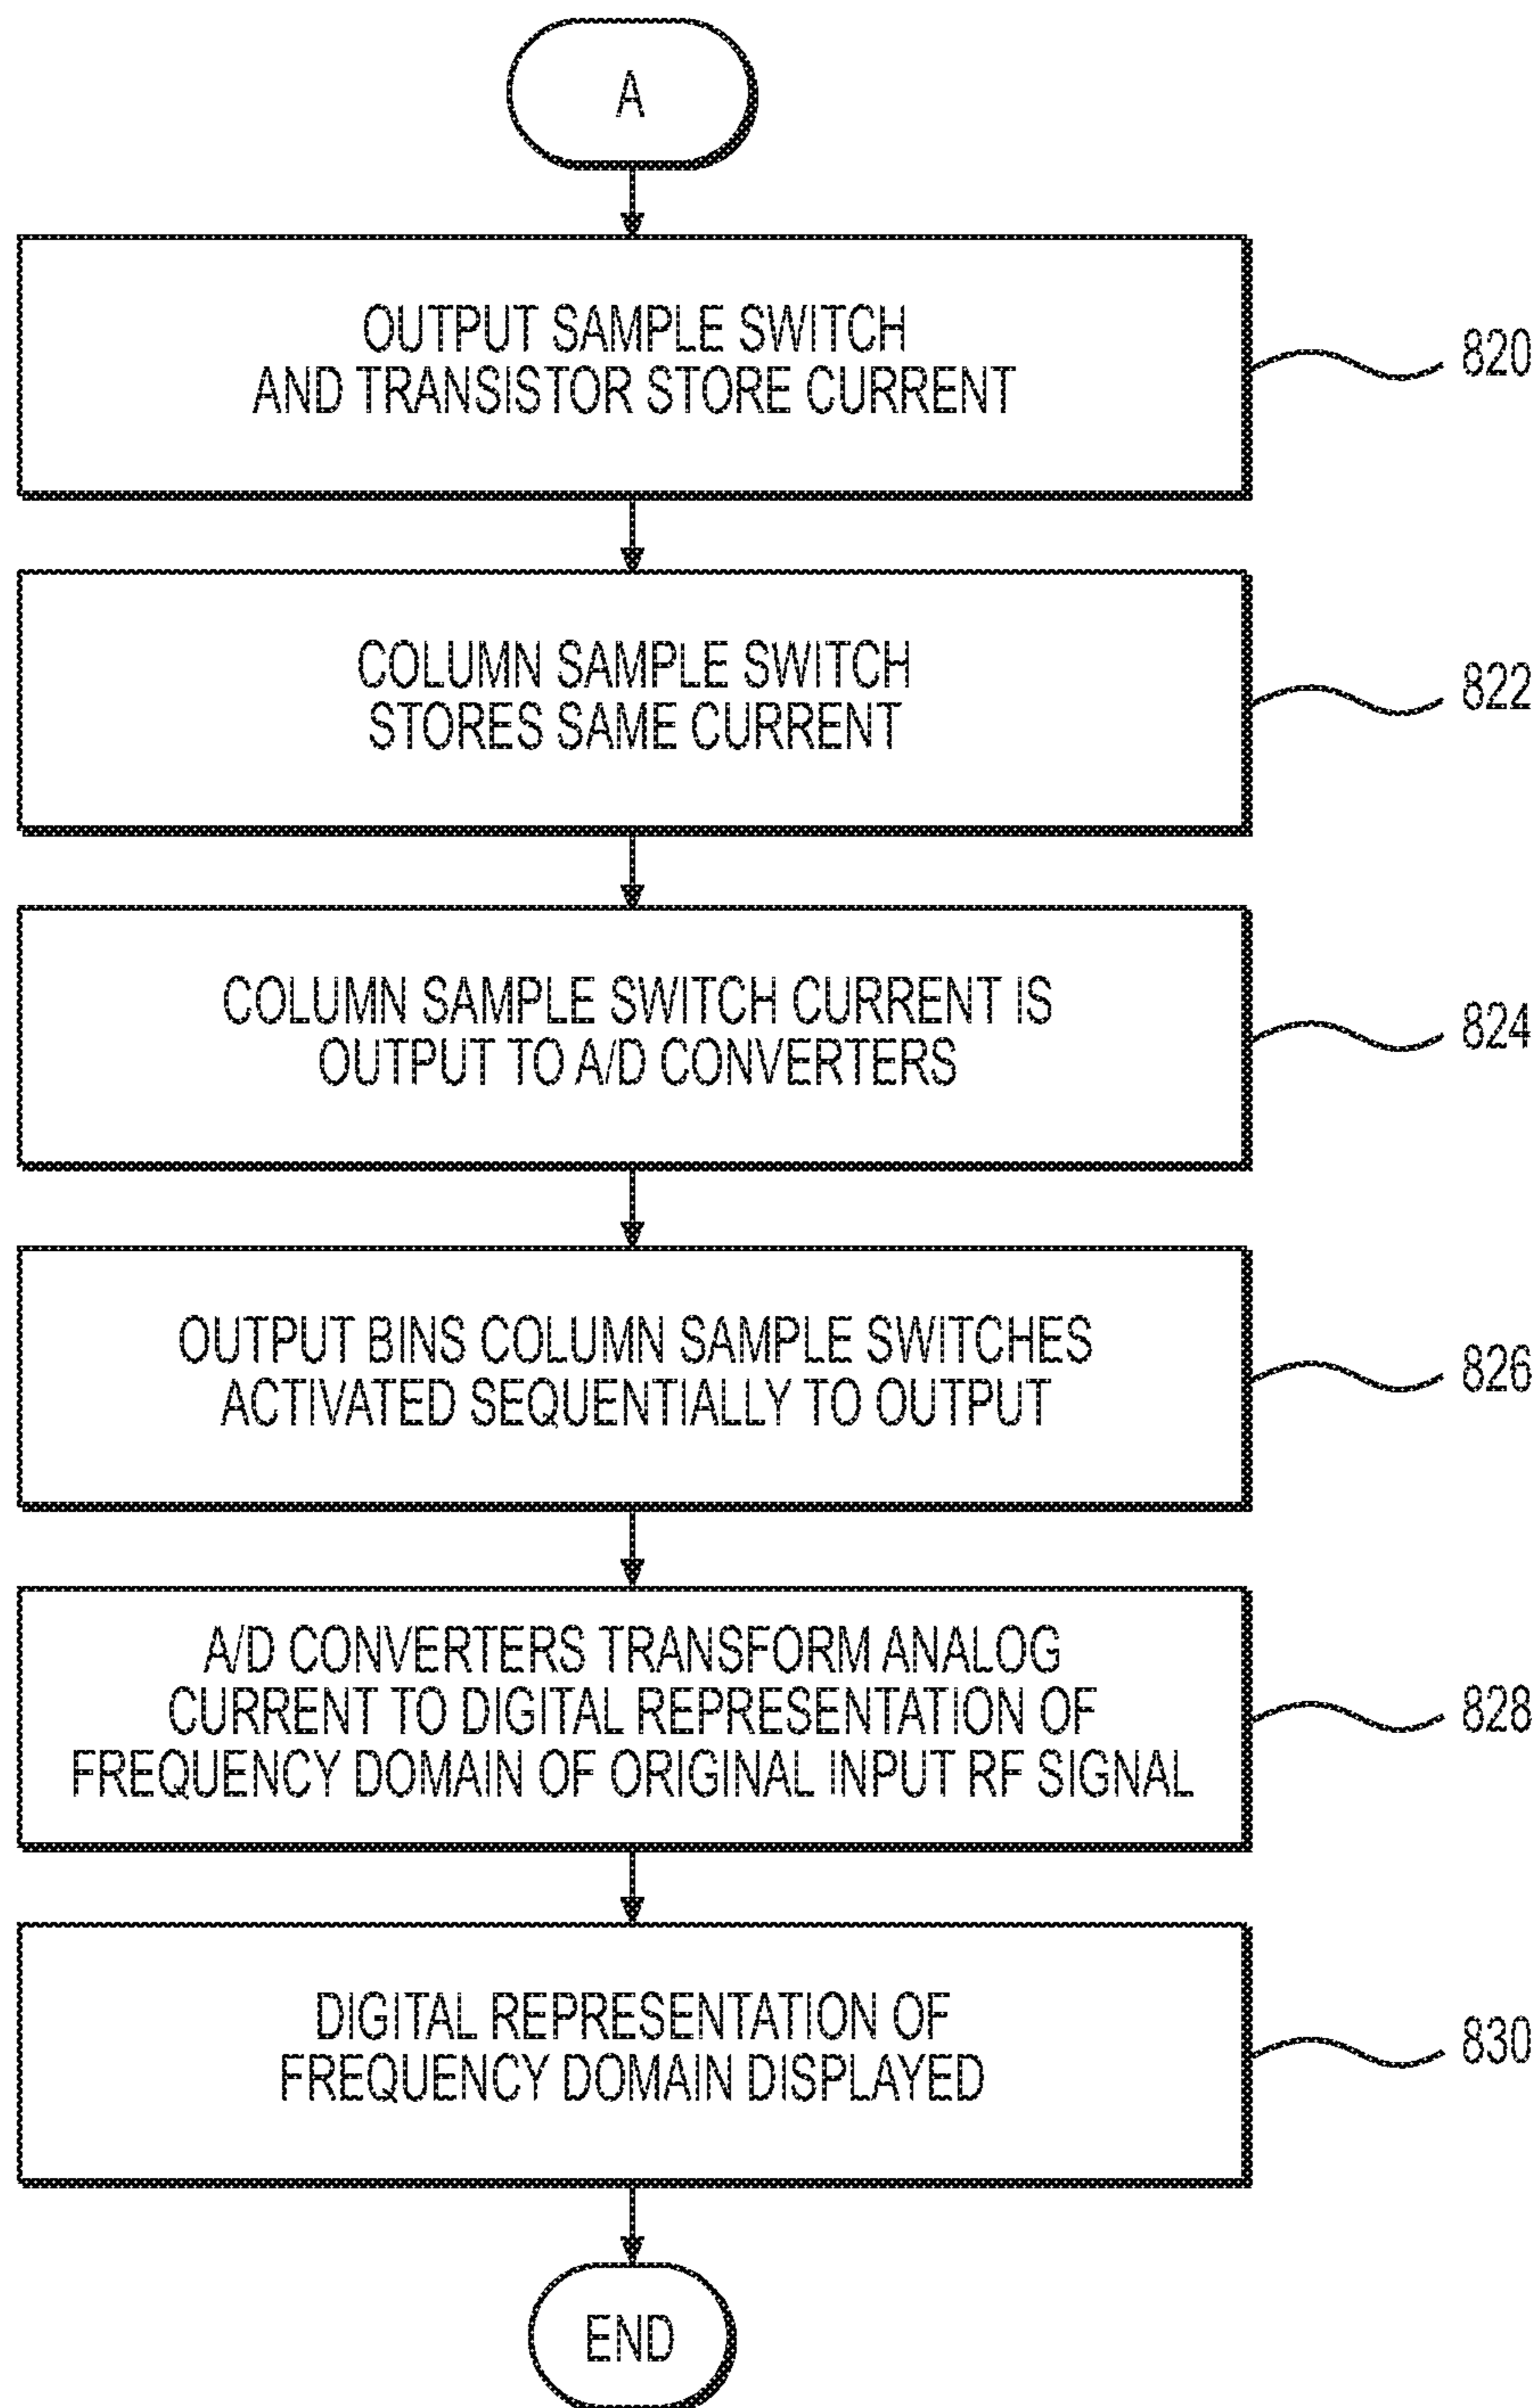 A
OUTPUT SAMPLE SWITCH
AND TRANSISTOR STORE CURRENT
820
COLUMN SAMPLE SWITCH
STORES SAME CURRENT
822
COLUMN SAMPLE SWITCH CURRENT IS
OUTPUT TO A/D CONVERTERS
824
OUTPUT BINS COLUMN SAMPLE SWITCHES
ACTIVATED SEQUENTIALLY TO OUTPUT
826
A/D CONVERTERS TRANSFORM ANALOG
CURRENT TO DIGITAL REPRESENTATION OF
FREQUENCY DOMAIN OF ORIGINAL INPUT RF SIGNAL
828
DIGITAL REPRESENTATION OF
FREQUENCY DOMAIN DISPLAYED
830
END